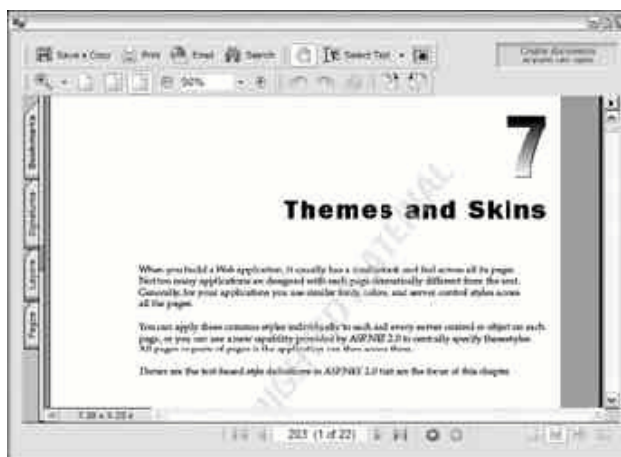 Save a Copy Print Email Search Select Text
Create documents
90%
7
Themes and Skins
When you build a Web application, it usually has a look and feel across all its pages.
Not too many applications are designed with each page dramatically different from the next.
Generally, for your applications you use similar fonts, colors, and server control styles across
all the pages.
You can apply these common styles individually to each and every server control or object on each
page, or you can use a new capability provided by ASP.NET 2.0 to centrally specify these styles.
All pages or parts of pages in the application can then access them.
Themes are the text-based style definitions in ASP.NET 2.0 that are the focus of this chapter.
MATERIAL
Bookmarks
Signatures
Layers
Pages
203 (1 of 22)